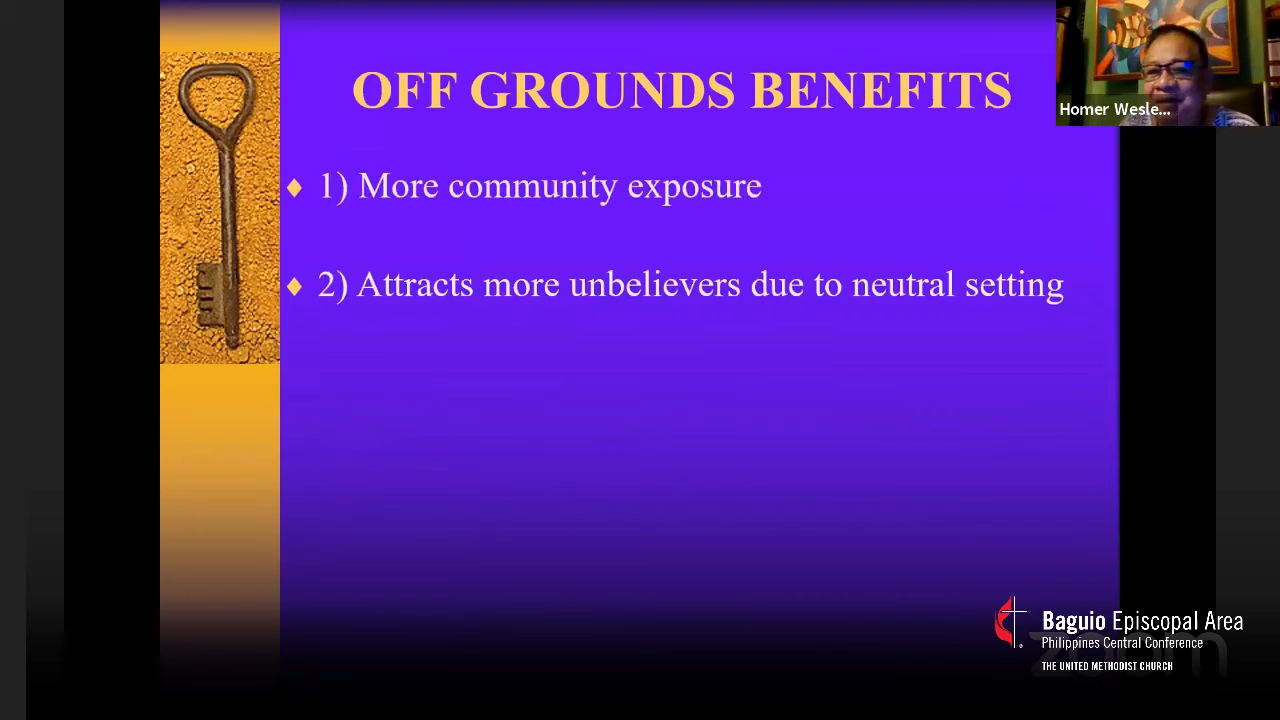 OFF GROUNDS BENEFITS
Homer Wesle...
1) More community exposure
2) Attracts more unbelievers due to neutral setting
Baguio Episcopal Area
Philippines Central Conference
THE UNITED METHODIST CHURCH
zoom